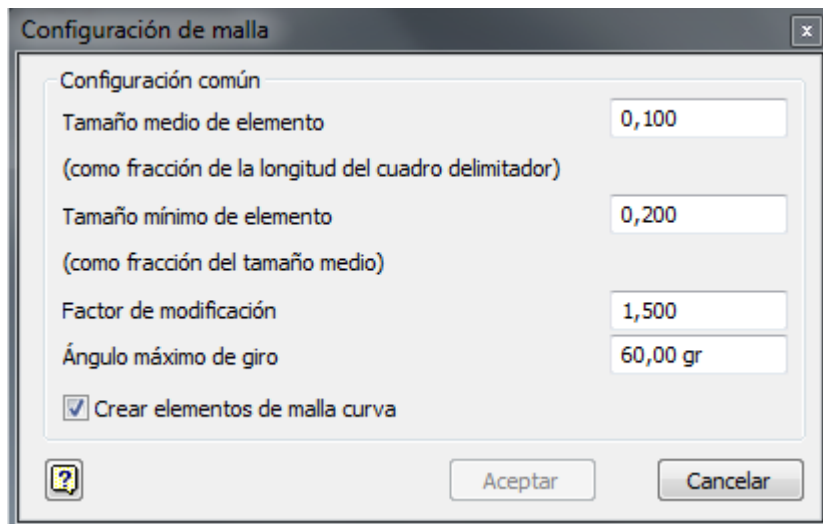 Configuración de malla
x
Configuración común
Tamaño medio de elemento 0,100
(como fracción de la longitud del cuadro delimitador)
Tamaño mínimo de elemento 0,200
(como fracción del tamaño medio)
Factor de modificación 1,500
Ángulo máximo de giro 60,00 gr
Crear elementos de malla curva
? Aceptar Cancelar